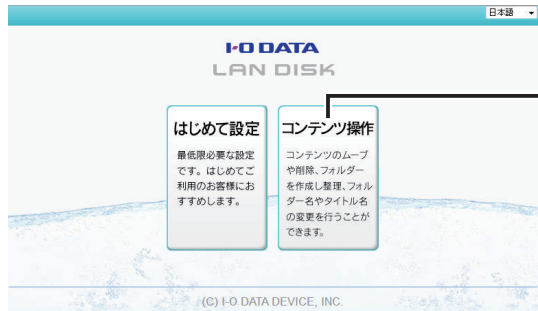 日本語
I-O DATA
LAN DISK
はじめて設定
最低限必要な設定
です。はじめてご
利用のお客様にお
すすめします。
コンテンツ操作
コンテンツのムーブ
や削除、フォルダー
を作成し整理、フォル
ダー名やタイトル名
の変更を行うことが
できます。
(C) I-O DATA DEVICE, INC.